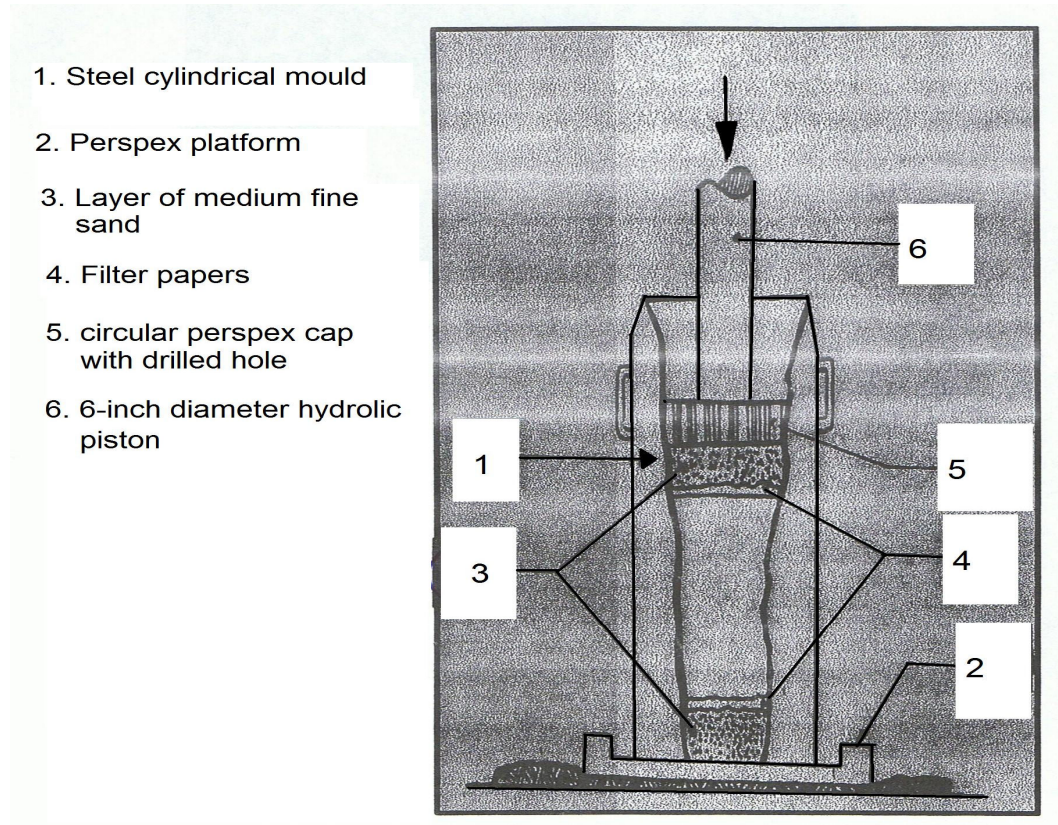 1. Steel cylindrical mould
2. Perspex platform
3. Layer of medium fine
sand
4. Filter papers
5. circular perspex cap
with drilled hole
6. 6-inch diameter hydrolic
piston
6
1
5
3
4
2